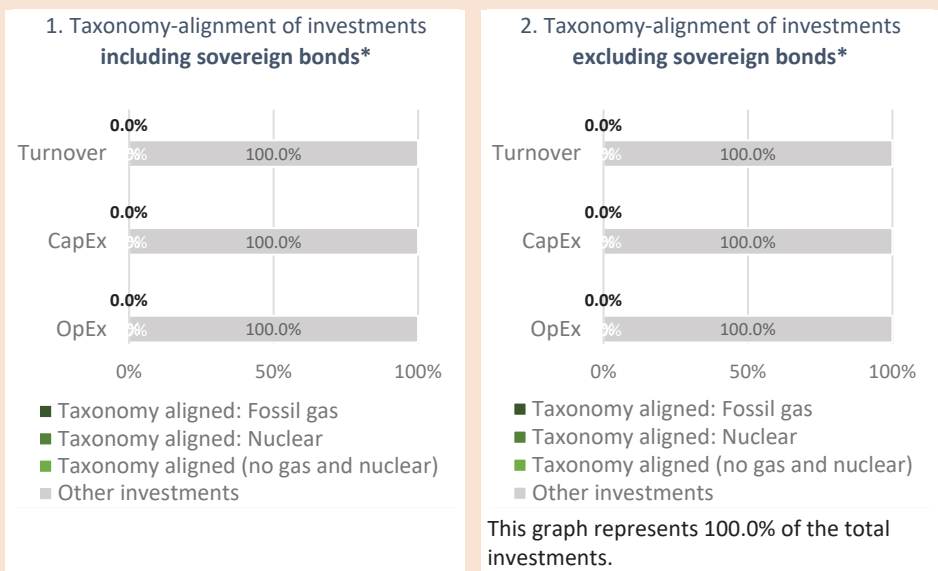 1. Taxonomy-alignment of investments
including sovereign bonds*
0.0%
Turnover 100.0%
0.0%
CapEx 100.0%
0.0%
OpEx 100.0%
0% 50% 100%
Taxonomy aligned: Fossil gas
Taxonomy aligned: Nuclear
Taxonomy aligned (no gas and nuclear)
Other investments
2. Taxonomy-alignment of investments
excluding sovereign bonds*
0.0%
Turnover 100.0%
0.0%
CapEx 100.0%
0.0%
OpEx 100.0%
0% 50% 100%
Taxonomy aligned: Fossil gas
Taxonomy aligned: Nuclear
Taxonomy aligned (no gas and nuclear)
Other investments
This graph represents 100.0% of the total
investments.